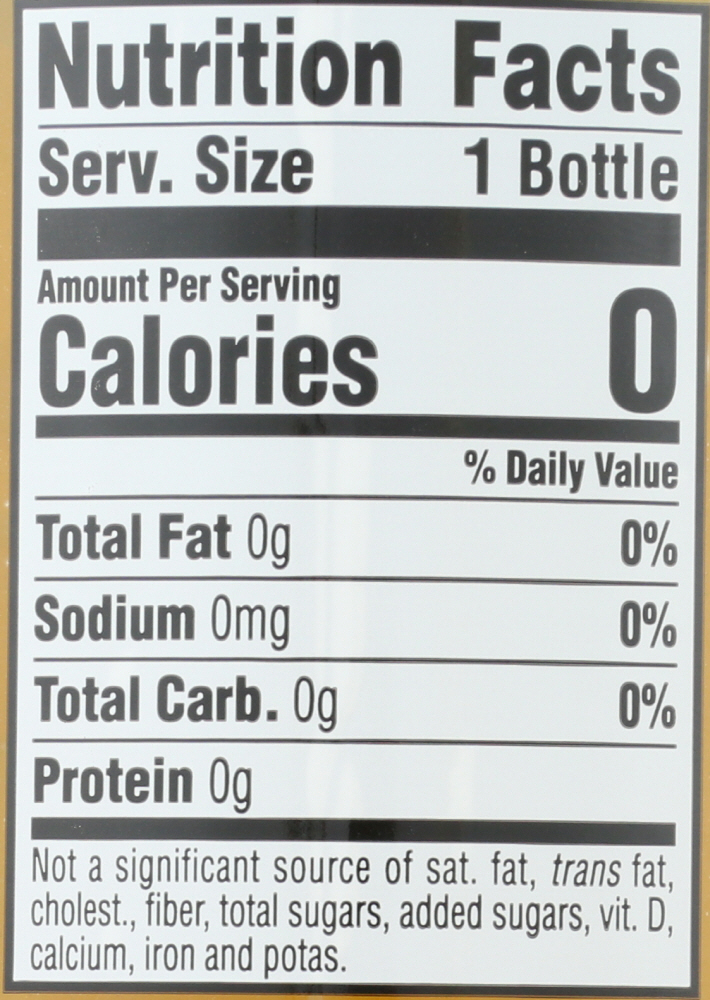 Nutrition Facts
Serv. Size 1 Bottle
Amount Per Serving
Calories 0
% Daily Value
Total Fat 0g 0%
Sodium 0mg 0%
Total Carb. 0g 0%
Protein 0g
Not a significant source of sat. fat, trans fat,
cholest., fiber, total sugars, added sugars, vit. D,
calcium, iron and potas.